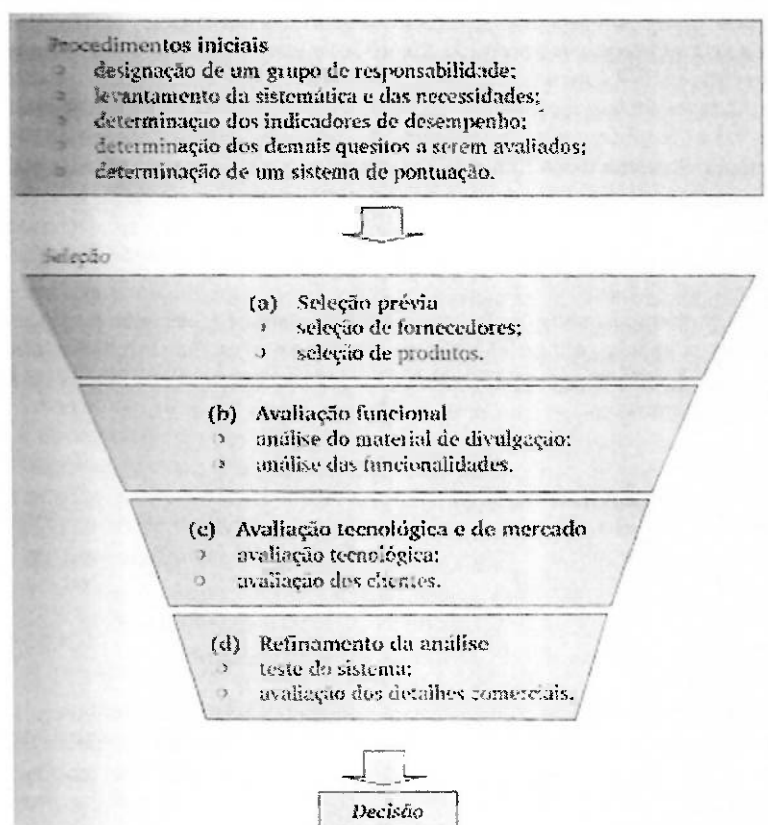 Procedimentos iniciais
designação de um grupo de responsabilidade;
levantamento da sistemática e das necessidades;
determinação dos indicadores de desempenho;
determinação dos demais quesitos a serem avaliados;
determinação de um sistema de pontuação.
Seleção
(a) Seleção prévia
seleção de fornecedores;
seleção de produtos.
(b) Avaliação funcional
análise do material de divulgação;
análise das funcionalidades.
(c) Avaliação tecnológica e de mercado
avaliação tecnológica;
avaliação dos clientes.
(d) Refinamento da análise
teste do sistema;
avaliação dos detalhes comerciais.
Decisão